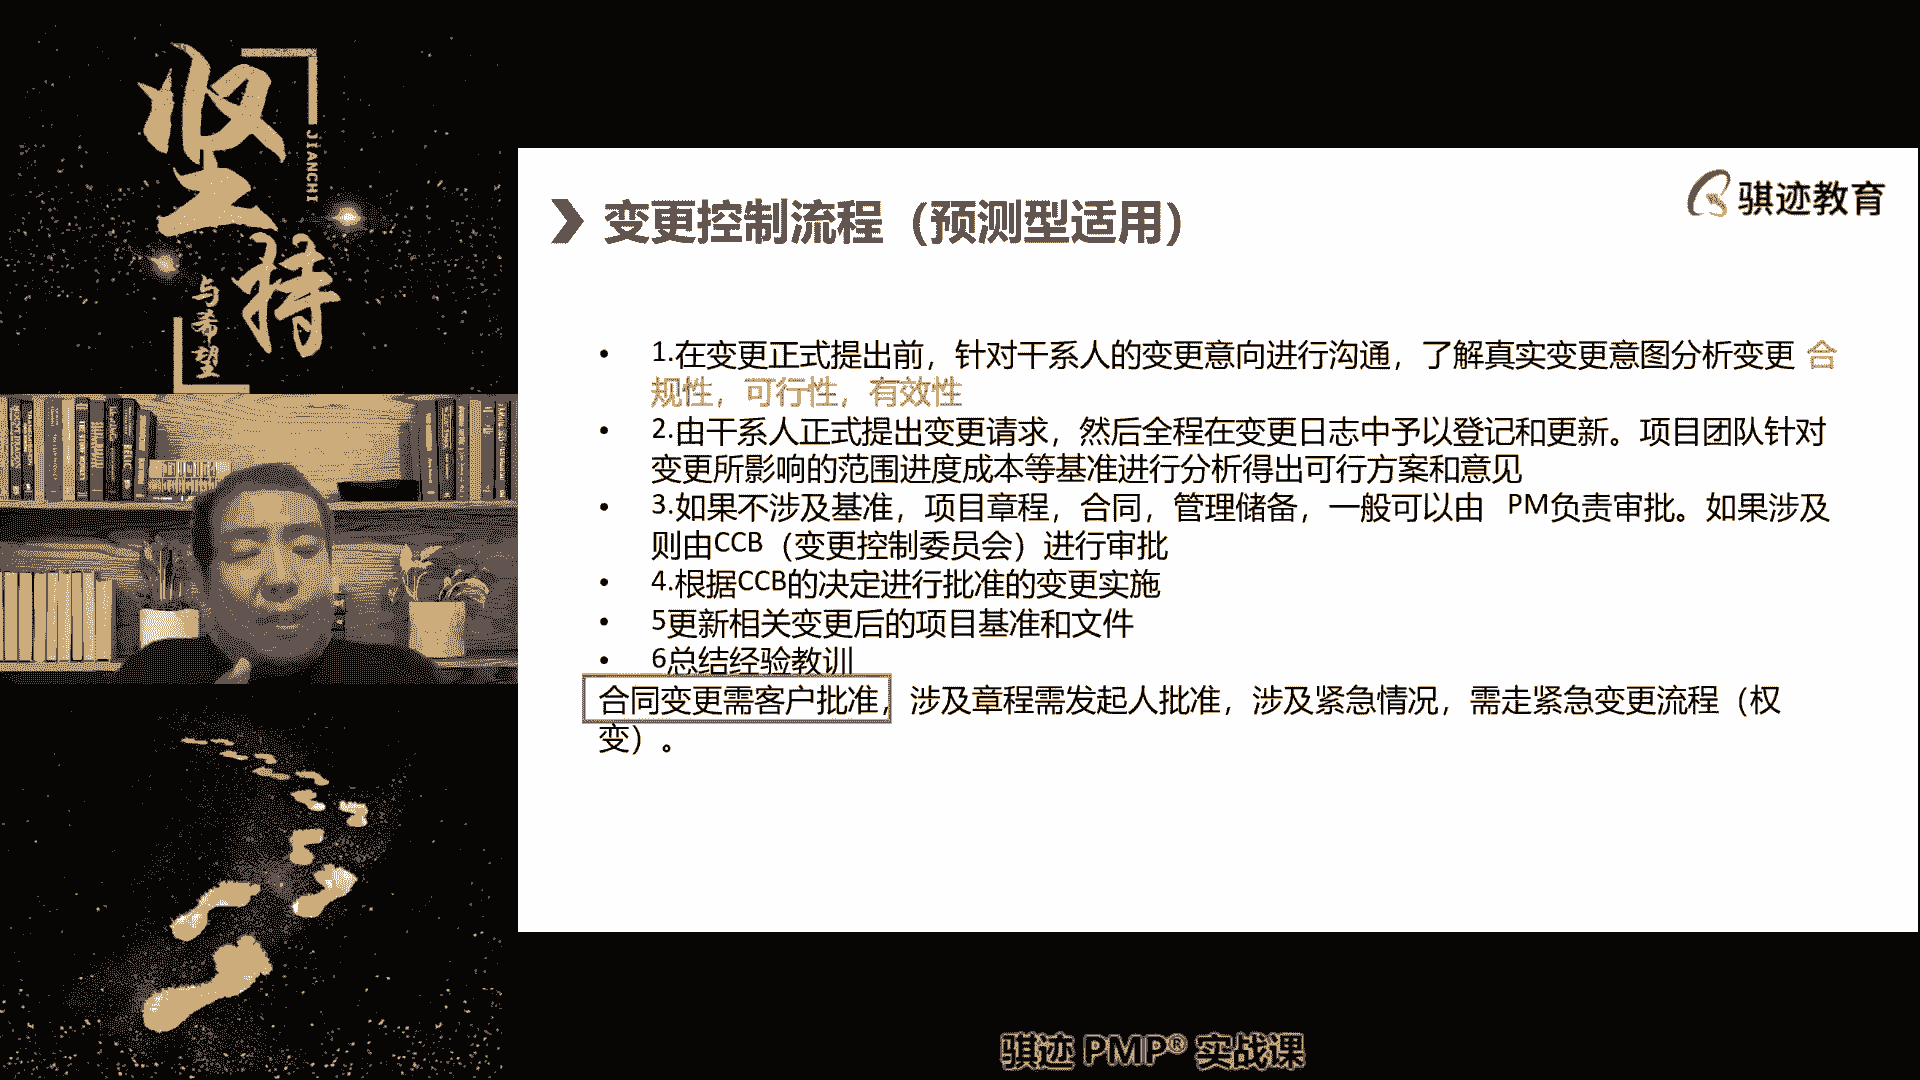 坚持
JIANCHI
与希望
骐迹教育
变更控制流程（预测型适用）
• 1.在变更正式提出前，针对干系人的变更意向进行沟通，了解真实变更意图分析变更 合
规性，可行性，有效性
• 2.由干系人正式提出变更请求，然后全程在变更日志中予以登记和更新。项目团队针对
变更所影响的范围进度成本等基准进行分析得出可行方案和意见
• 3.如果不涉及基准，项目章程，合同，管理储备，一般可以由 PM负责审批。如果涉及
则由CCB（变更控制委员会）进行审批
• 4.根据CCB的决定进行批准的变更实施
• 5更新相关变更后的项目基准和文件
• 6总结经验教训
合同变更需客户批准，涉及章程需发起人批准，涉及紧急情况，需走紧急变更流程（权
变）。
骐迹 PMP® 实战课